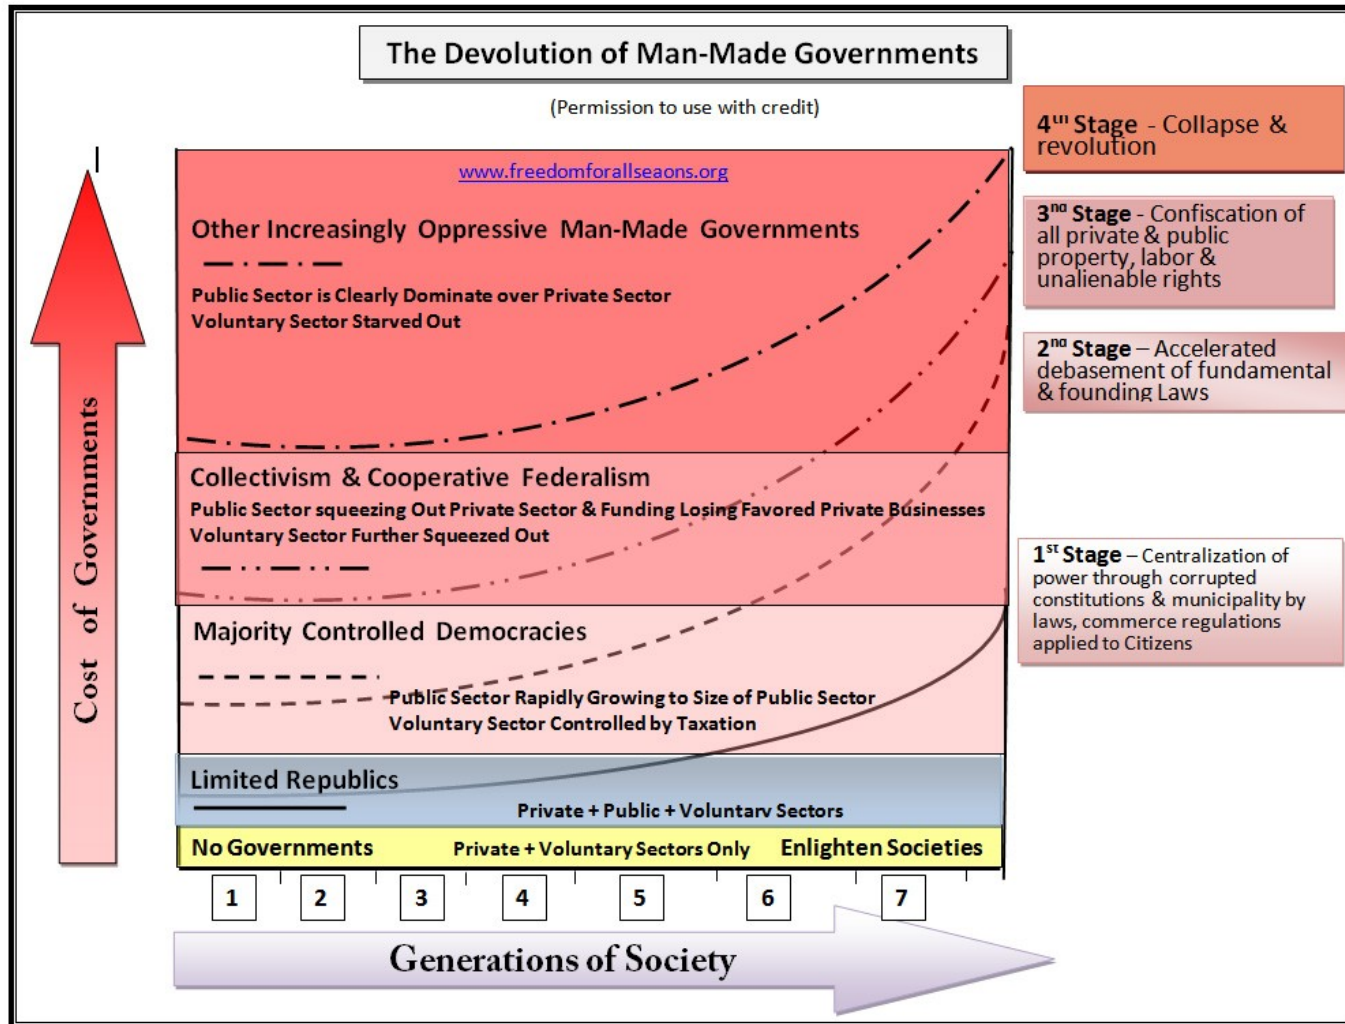 The Devolution of Man-Made Governments
(Permission to use with credit)
www.freedomforallseaons.org
4th Stage - Collapse &
revolution
3nd Stage - Confiscation of
all private & public
property, labor &
unalienable rights
2nd Stage – Accelerated
debasement of fundamental
& founding Laws
1st Stage – Centralization of
power through corrupted
constitutions & municipality by
laws, commerce regulations
applied to Citizens
Cost of Governments
Other Increasingly Oppressive Man-Made Governments
Public Sector is Clearly Dominate over Private Sector
Voluntary Sector Starved Out
Collectivism & Cooperative Federalism
Public Sector squeezing Out Private Sector & Funding Losing Favored Private Businesses
Voluntary Sector Further Squeezed Out
Majority Controlled Democracies
Public Sector Rapidly Growing to Size of Public Sector
Voluntary Sector Controlled by Taxation
Limited Republics
Private + Public + Voluntary Sectors
No Governments Private + Voluntary Sectors Only Enlighten Societies
1 2 3 4 5 6 7
Generations of Society